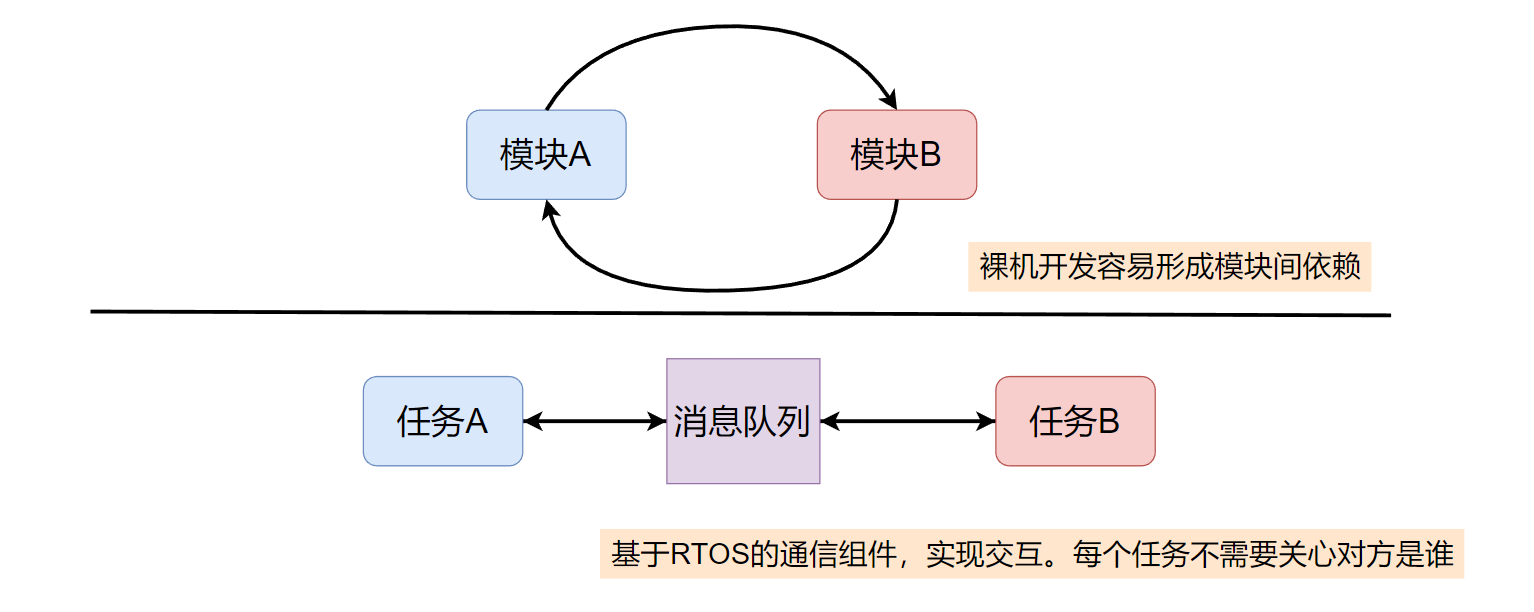 模块A
模块B
裸机开发容易形成模块间依赖
任务A
消息队列
任务B
基于RTOS的通信组件，实现交互。每个任务不需要关心对方是谁